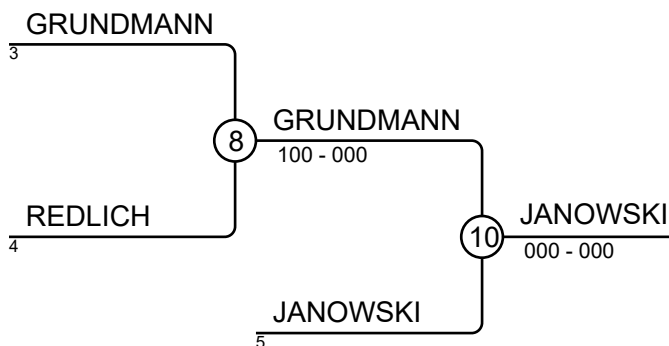 GRUNDMANN
3
8
GRUNDMANN
100 - 000
REDLICH
4
10
JANOWSKI
000 - 000
JANOWSKI
5